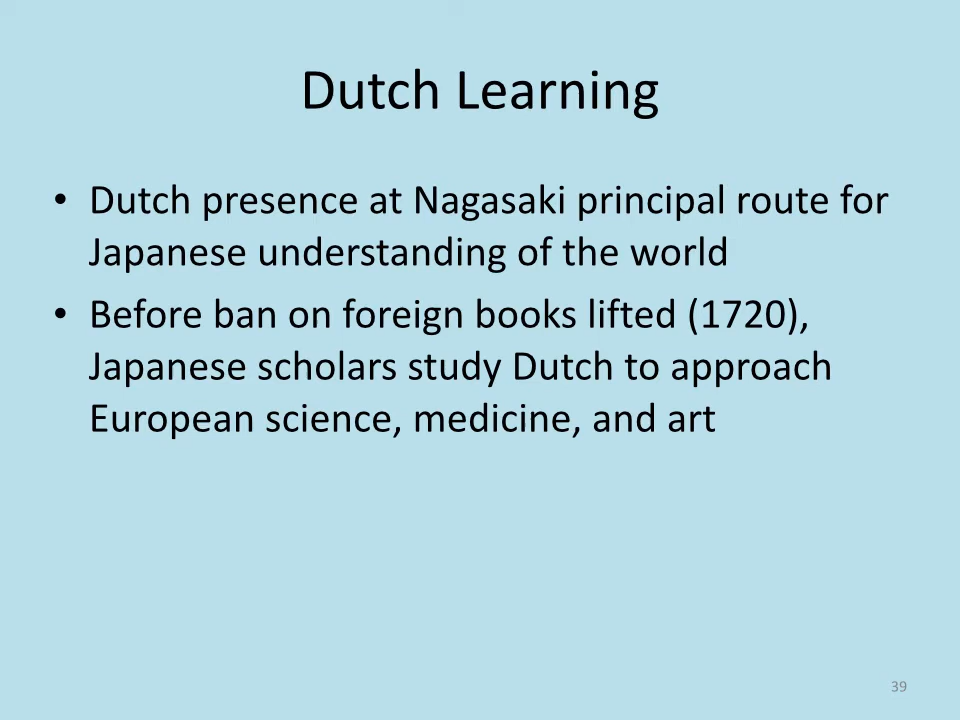 Dutch Learning
• Dutch presence at Nagasaki principal route for
Japanese understanding of the world
• Before ban on foreign books lifted (1720),
Japanese scholars study Dutch to approach
European science, medicine, and art
39